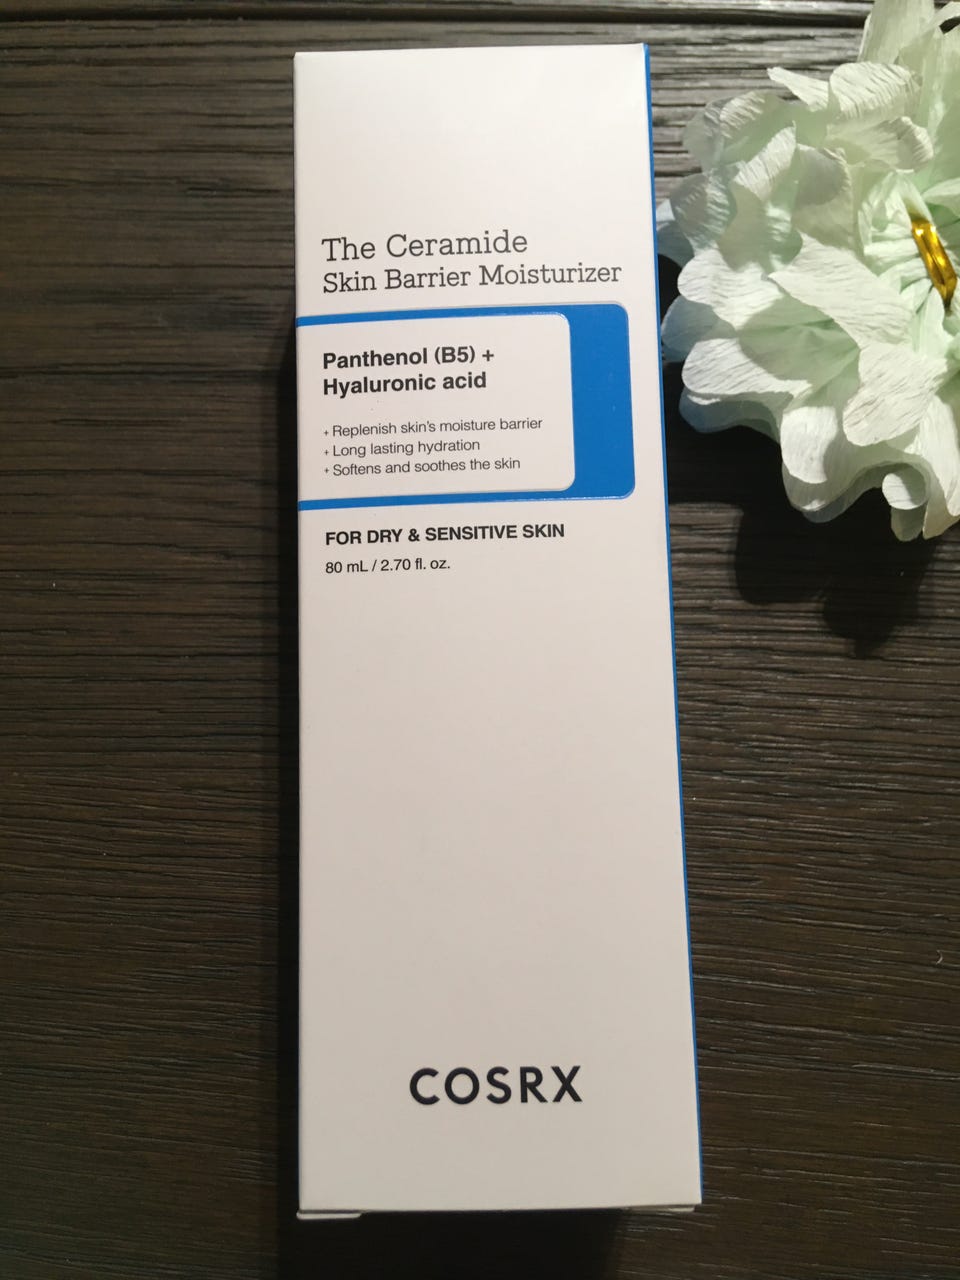 The Ceramide
Skin Barrier Moisturizer
Panthenol (B5) +
Hyaluronic acid
+ Replenish skin's moisture barrier
+ Long lasting hydration
+ Softens and soothes the skin
FOR DRY & SENSITIVE SKIN
80 mL / 2.70 fl. oz.
COSRX